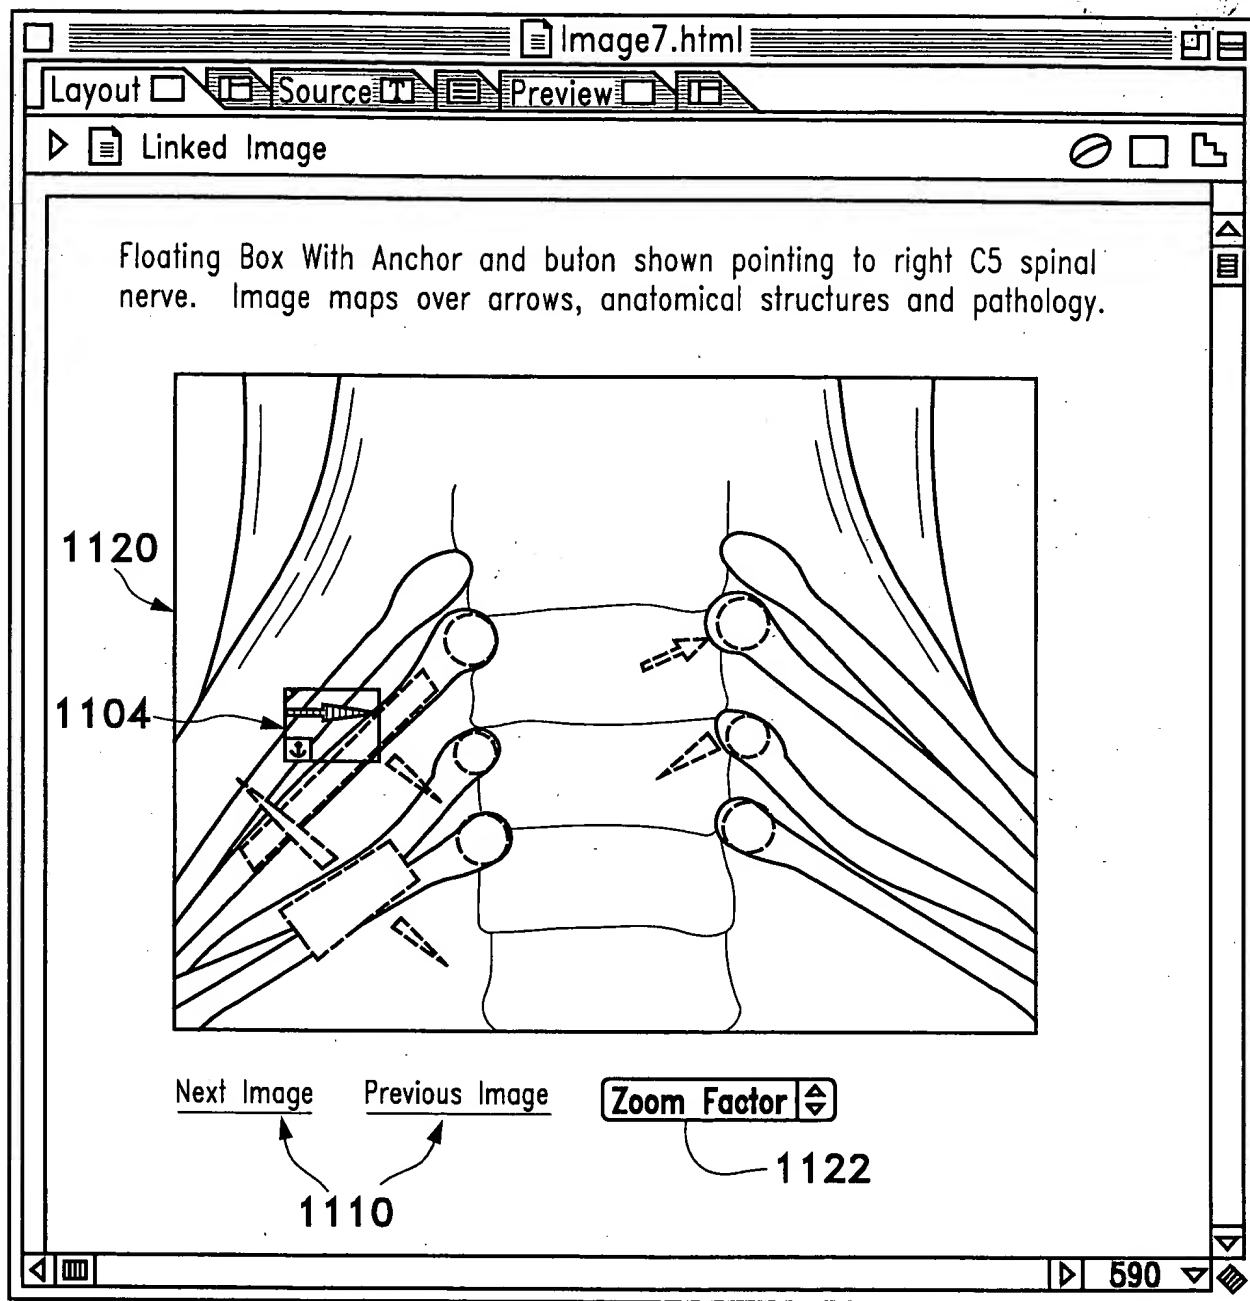 Image7.html
Layout Source T Preview
Linked Image
Floating Box With Anchor and buton shown pointing to right C5 spinal
nerve. Image maps over arrows, anatomical structures and pathology.
1120
1104
Next Image Previous Image Zoom Factor
1122
1110
590